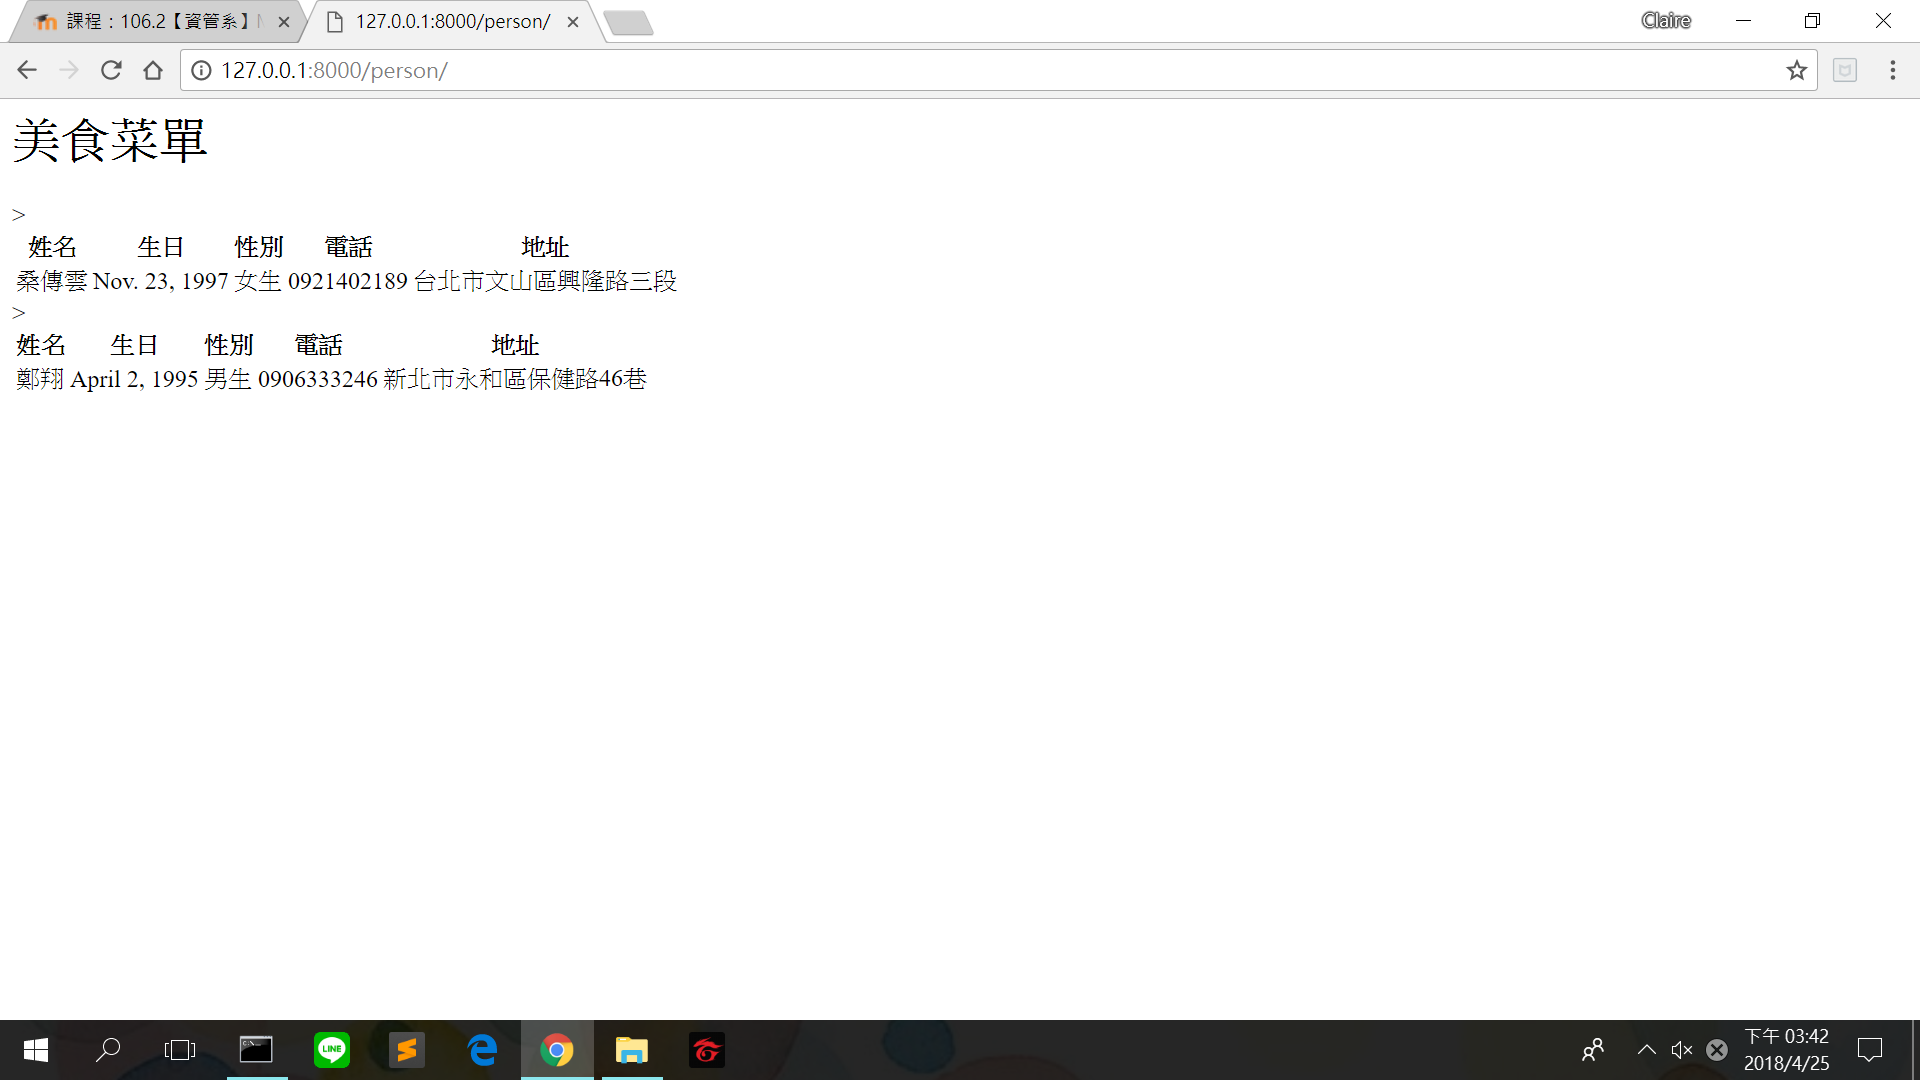 課程：106.2【資管系】
127.0.0.1:8000/person/
Claire
127.0.0.1:8000/person/
美食菜單
>
姓名 生日 性別 電話 地址
桑傳雲 Nov. 23, 1997 女生 0921402189 台北市文山區興隆路三段
>
姓名 生日 性別 電話 地址
鄭翔 April 2, 1995 男生 0906333246 新北市永和區保健路46巷
LINE
下午 03:42
2018/4/25